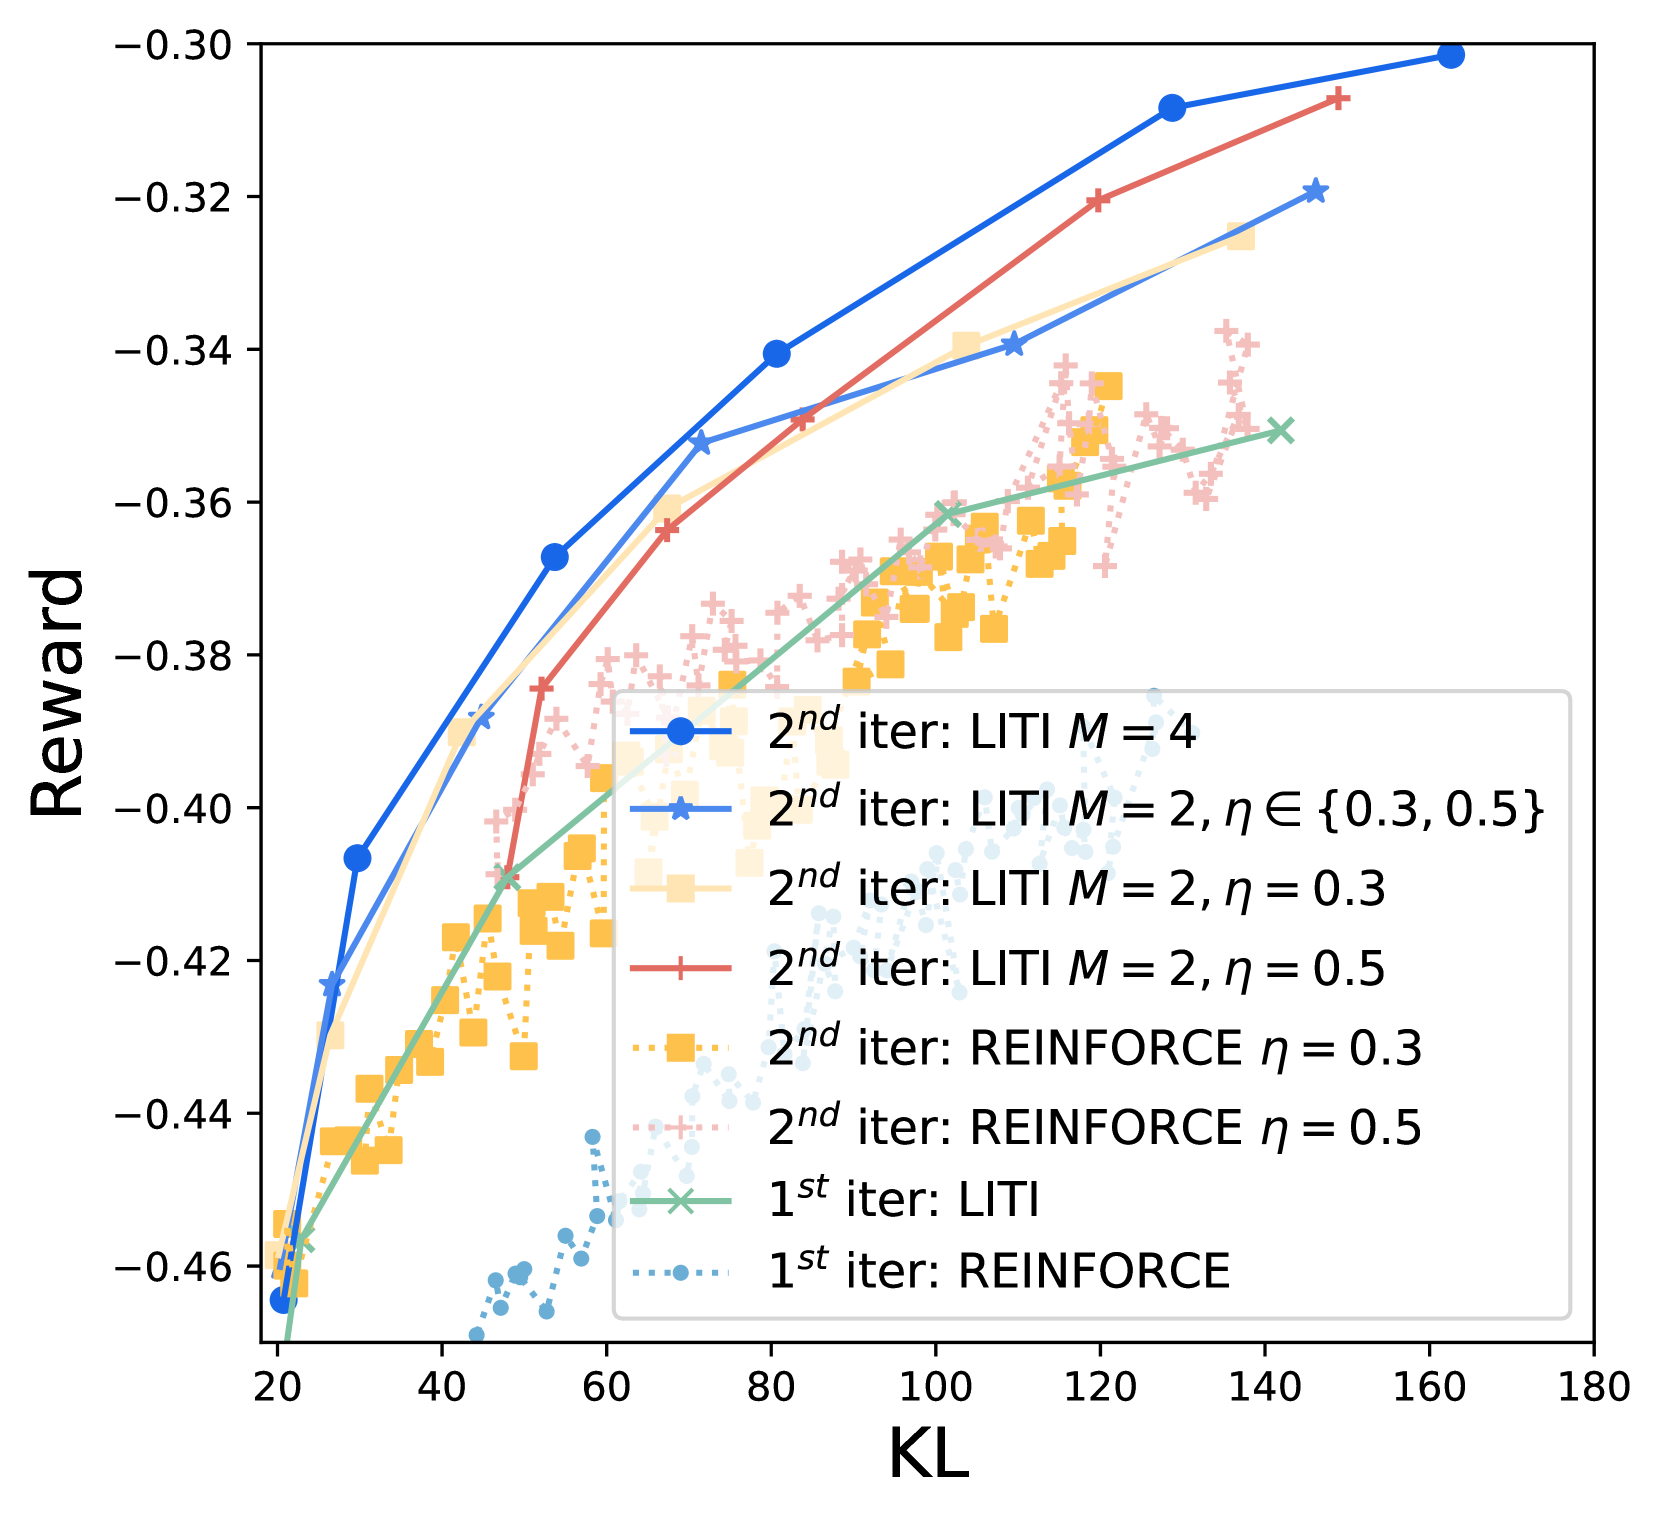 −0.30
−0.32
−0.34
−0.36
−0.38
−0.40
−0.42
−0.44
−0.46
Reward
2nd iter: LITI M = 4
2nd iter: LITI M = 2, η ∈ {0.3, 0.5}
2nd iter: LITI M = 2, η = 0.3
2nd iter: LITI M = 2, η = 0.5
2nd iter: REINFORCE η = 0.3
2nd iter: REINFORCE η = 0.5
1st iter: LITI
1st iter: REINFORCE
20 40 60 80 100 120 140 160 180
KL